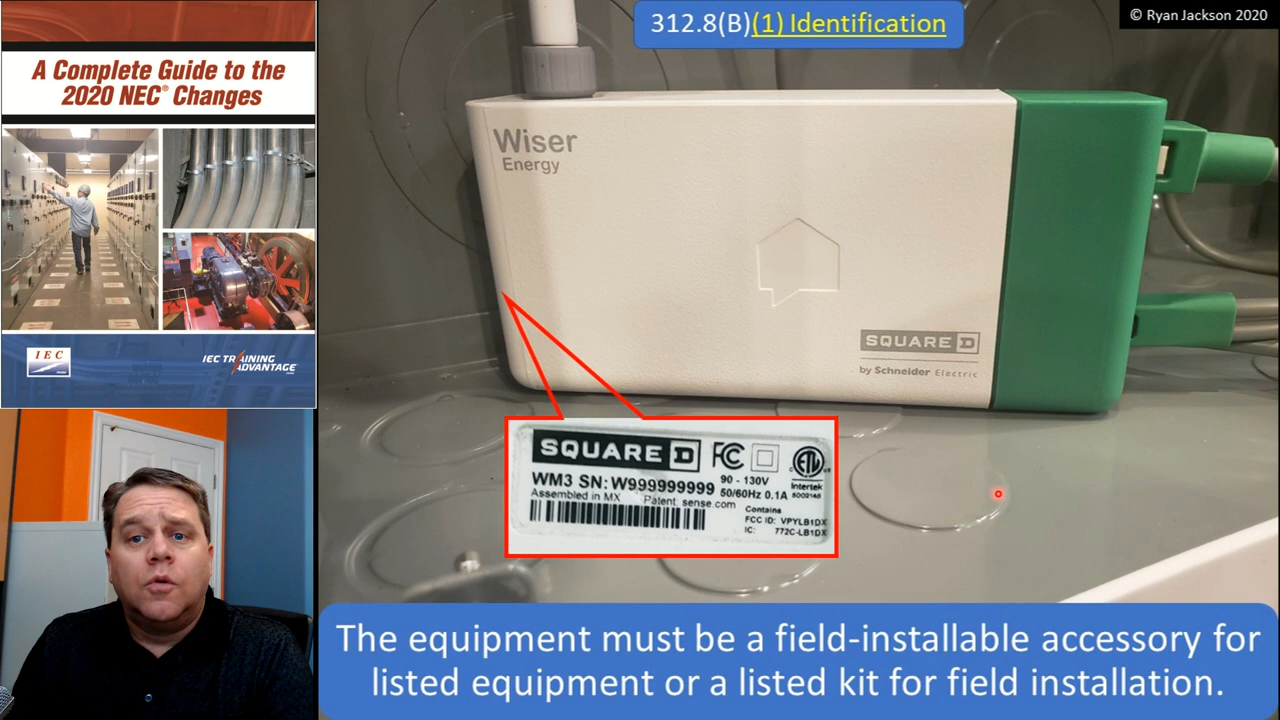 A Complete Guide to the
2020 NEC® Changes
IEC
IEC TRAINING
ADVANTAGE
312.8(B)(1) Identification
© Ryan Jackson 2020
Wiser
Energy
SQUARE D
by Schneider Electric
SQUARE D
FC
ETL
Intertek
5002145
WM3 SN: W999999999
90 - 130V
50/60Hz 0.1A
Assembled in MX Patent sense.com
Contains
FCC ID: VPYLB1DX
IC: 772C-LB1DX
The equipment must be a field-installable accessory for
listed equipment or a listed kit for field installation.